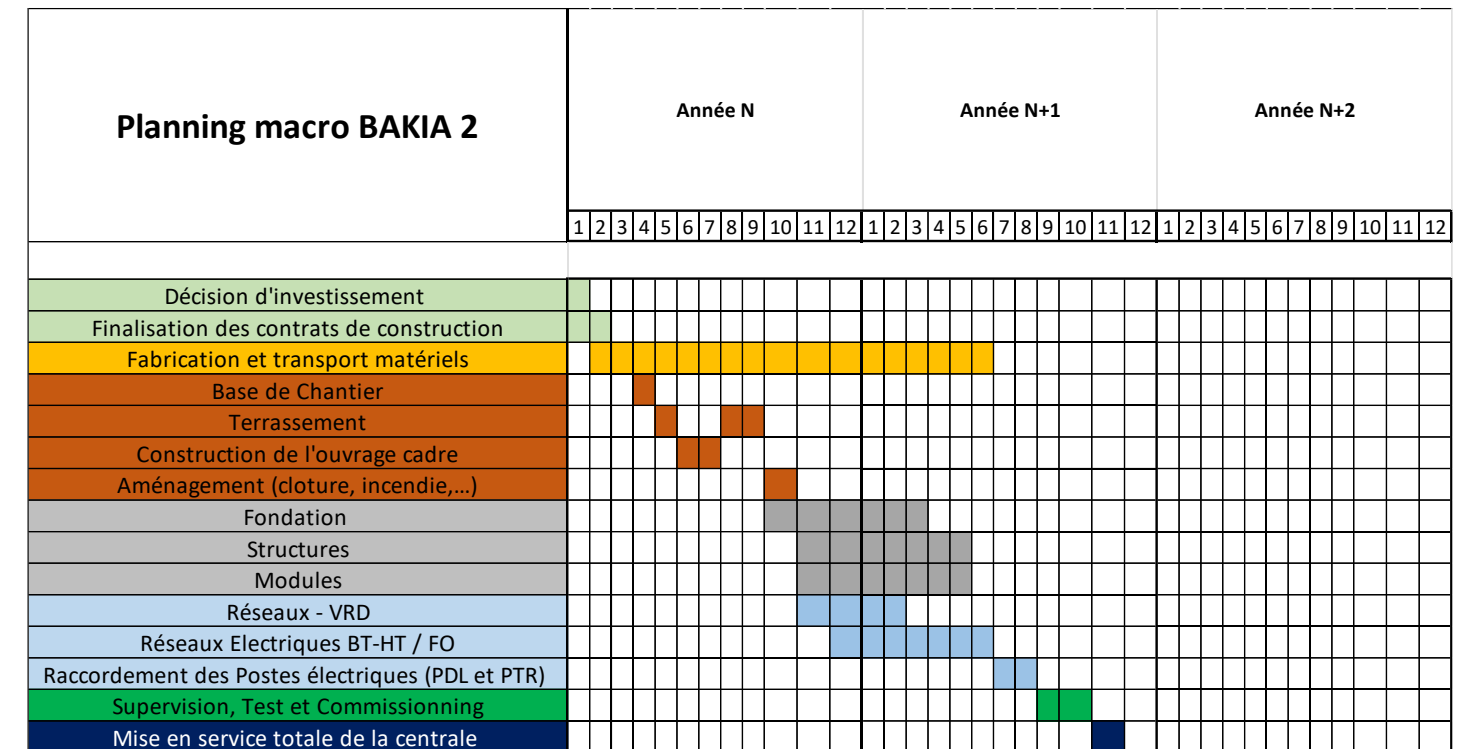 Planning macro BAKIA 2
Année N Année N+1 Année N+2
1 2 3 4 5 6 7 8 9 10 11 12 1 2 3 4 5 6 7 8 9 10 11 12 1 2 3 4 5 6 7 8 9 10 11 12
Décision d'investissement
Finalisation des contrats de construction
Fabrication et transport matériels
Base de Chantier
Terrassement
Construction de l'ouvrage cadre
Aménagement (cloture, incendie,…)
Fondation
Structures
Modules
Réseaux - VRD
Réseaux Electriques BT-HT / FO
Raccordement des Postes électriques (PDL et PTR)
Supervision, Test et Commissionning
Mise en service totale de la centrale